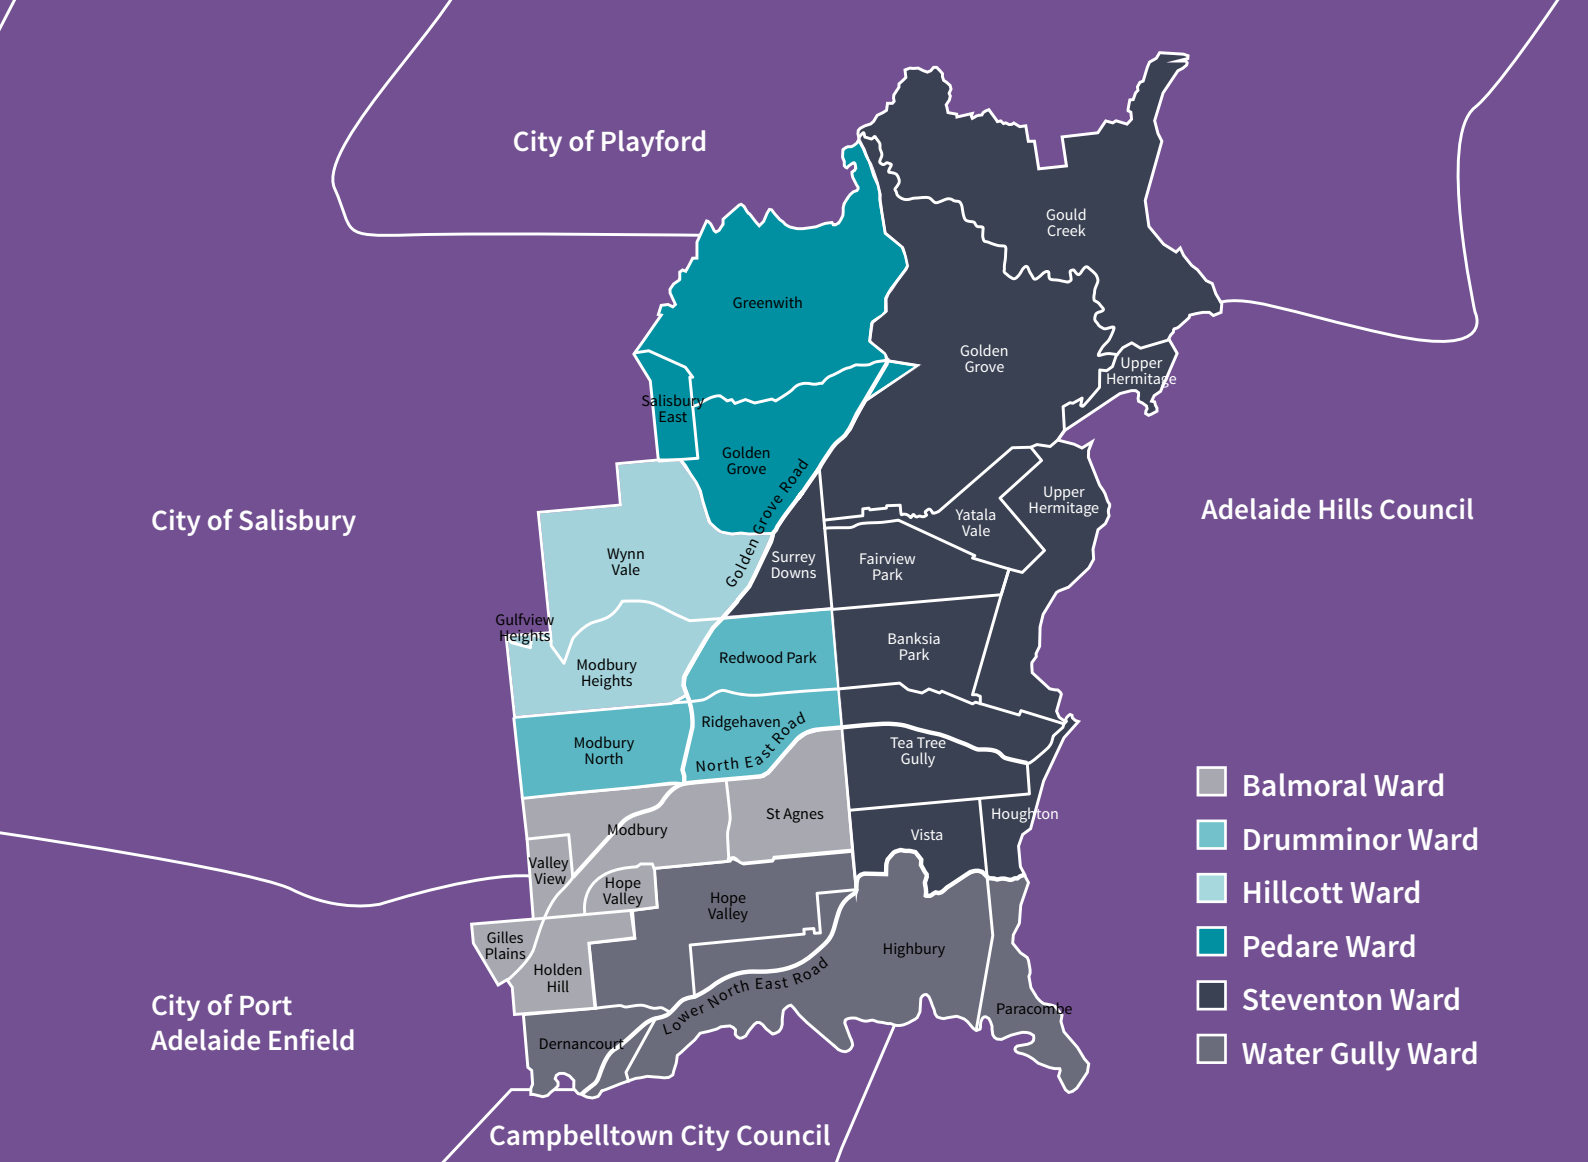 City of Playford
Gould
Creek
Greenwith
Golden
Grove
Upper
Hermitage
Salisbury
East
Golden
Grove
Golden Grove Road
Upper
Hermitage
City of Salisbury
Adelaide Hills Council
Yatala
Vale
Wynn
Vale
Surrey
Downs
Fairview
Park
Gulfview
Heights
Banksia
Park
Redwood Park
Modbury
Heights
Ridgehaven
North East Road
Modbury
North
Tea Tree
Gully
Balmoral Ward
St Agnes
Houghton
Modbury
Vista
Drumminor Ward
Valley
View
Hope
Valley
Hope
Valley
Hillcott Ward
Gilles
Plains
Highbury
Pedare Ward
Holden
Hill
Lower North East Road
Steventon Ward
City of Port
Adelaide Enfield
Paracombe
Dernancourt
Water Gully Ward
Campbelltown City Council